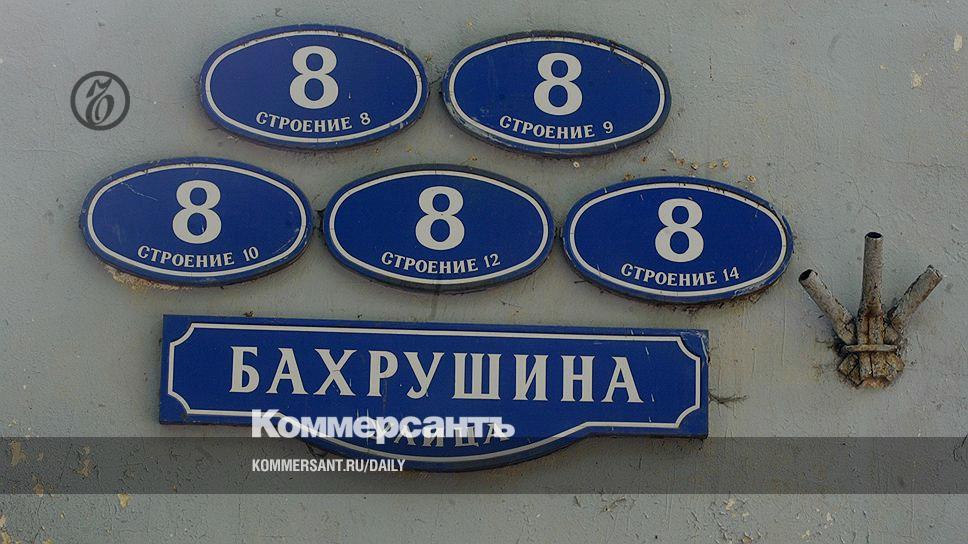 8
СТРОЕНИЕ 8
8
СТРОЕНИЕ 9
8
СТРОЕНИЕ 10
8
СТРОЕНИЕ 12
8
СТРОЕНИЕ 14
БАХРУШИНА
УЛИЦА
Коммерсантъ
KOMMERSANT.RU/DAILY